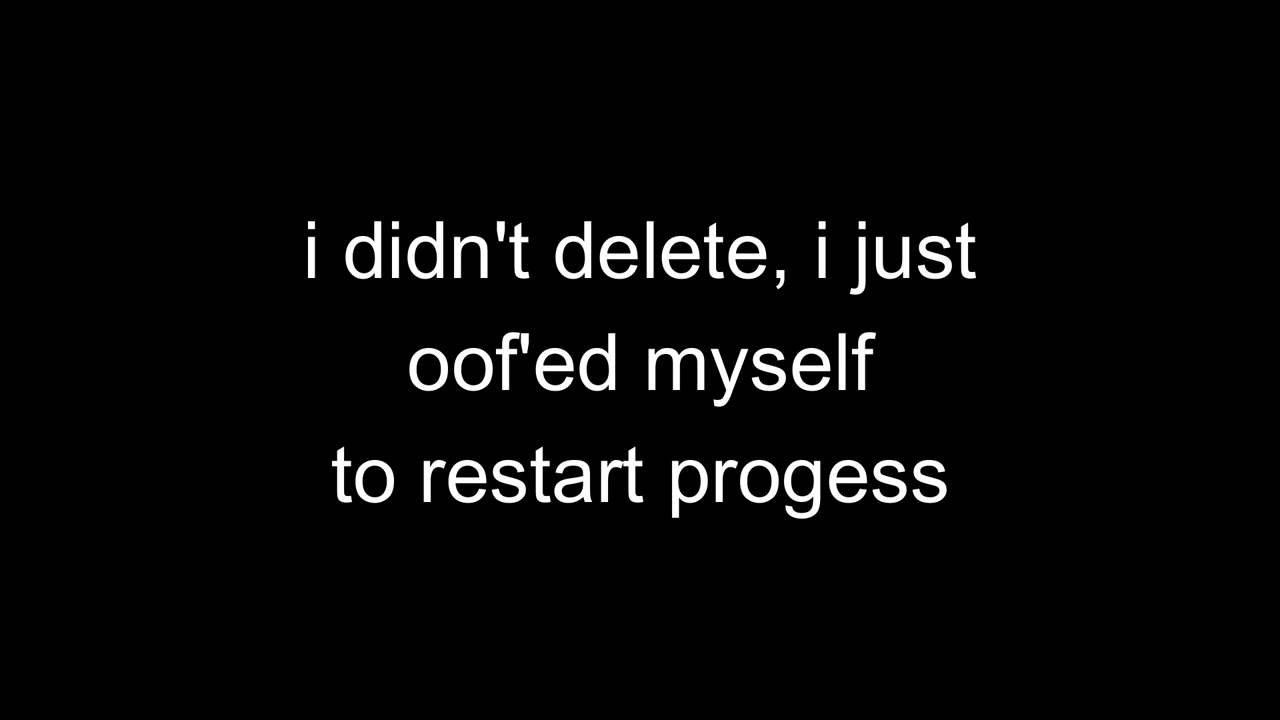 i didn't delete, i just
oof'ed myself
to restart progess